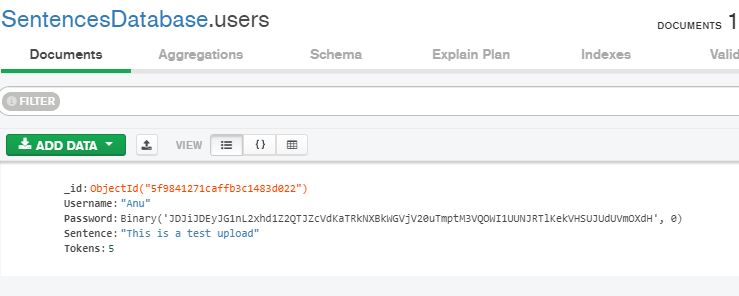 SentencesDatabase.users
DOCUMENTS 1
Documents Aggregations Schema Explain Plan Indexes Valid
FILTER
ADD DATA VIEW {}
_id: ObjectId("5f9841271caffb3c1483d022")
Username: "Anu"
Password: Binary('JDJiJDEyJG1nL2xhd1Z2QTJZcVdKaTRkNXBkWGVjV20uTmptM3VQOWI1UUNJRTlKekVHSUJUdUVmOXdH', 0)
Sentence: "This is a test upload"
Tokens: 5